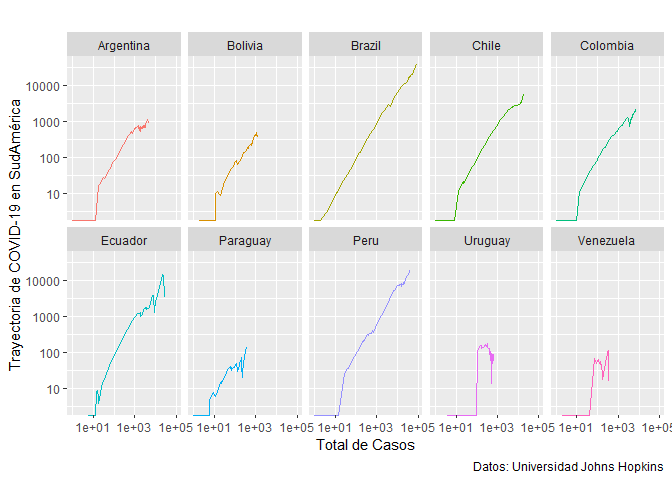 Argentina Bolivia Brazil Chile Colombia
10000
1000
100
10
Trayectoria de COVID-19 en SudAmérica
Ecuador Paraguay Peru Uruguay Venezuela
10000
1000
100
10
1e+01 1e+03 1e+05 1e+01 1e+03 1e+05 1e+01 1e+03 1e+05 1e+01 1e+03 1e+05 1e+01 1e+03 1e+05
Total de Casos
Datos: Universidad Johns Hopkins